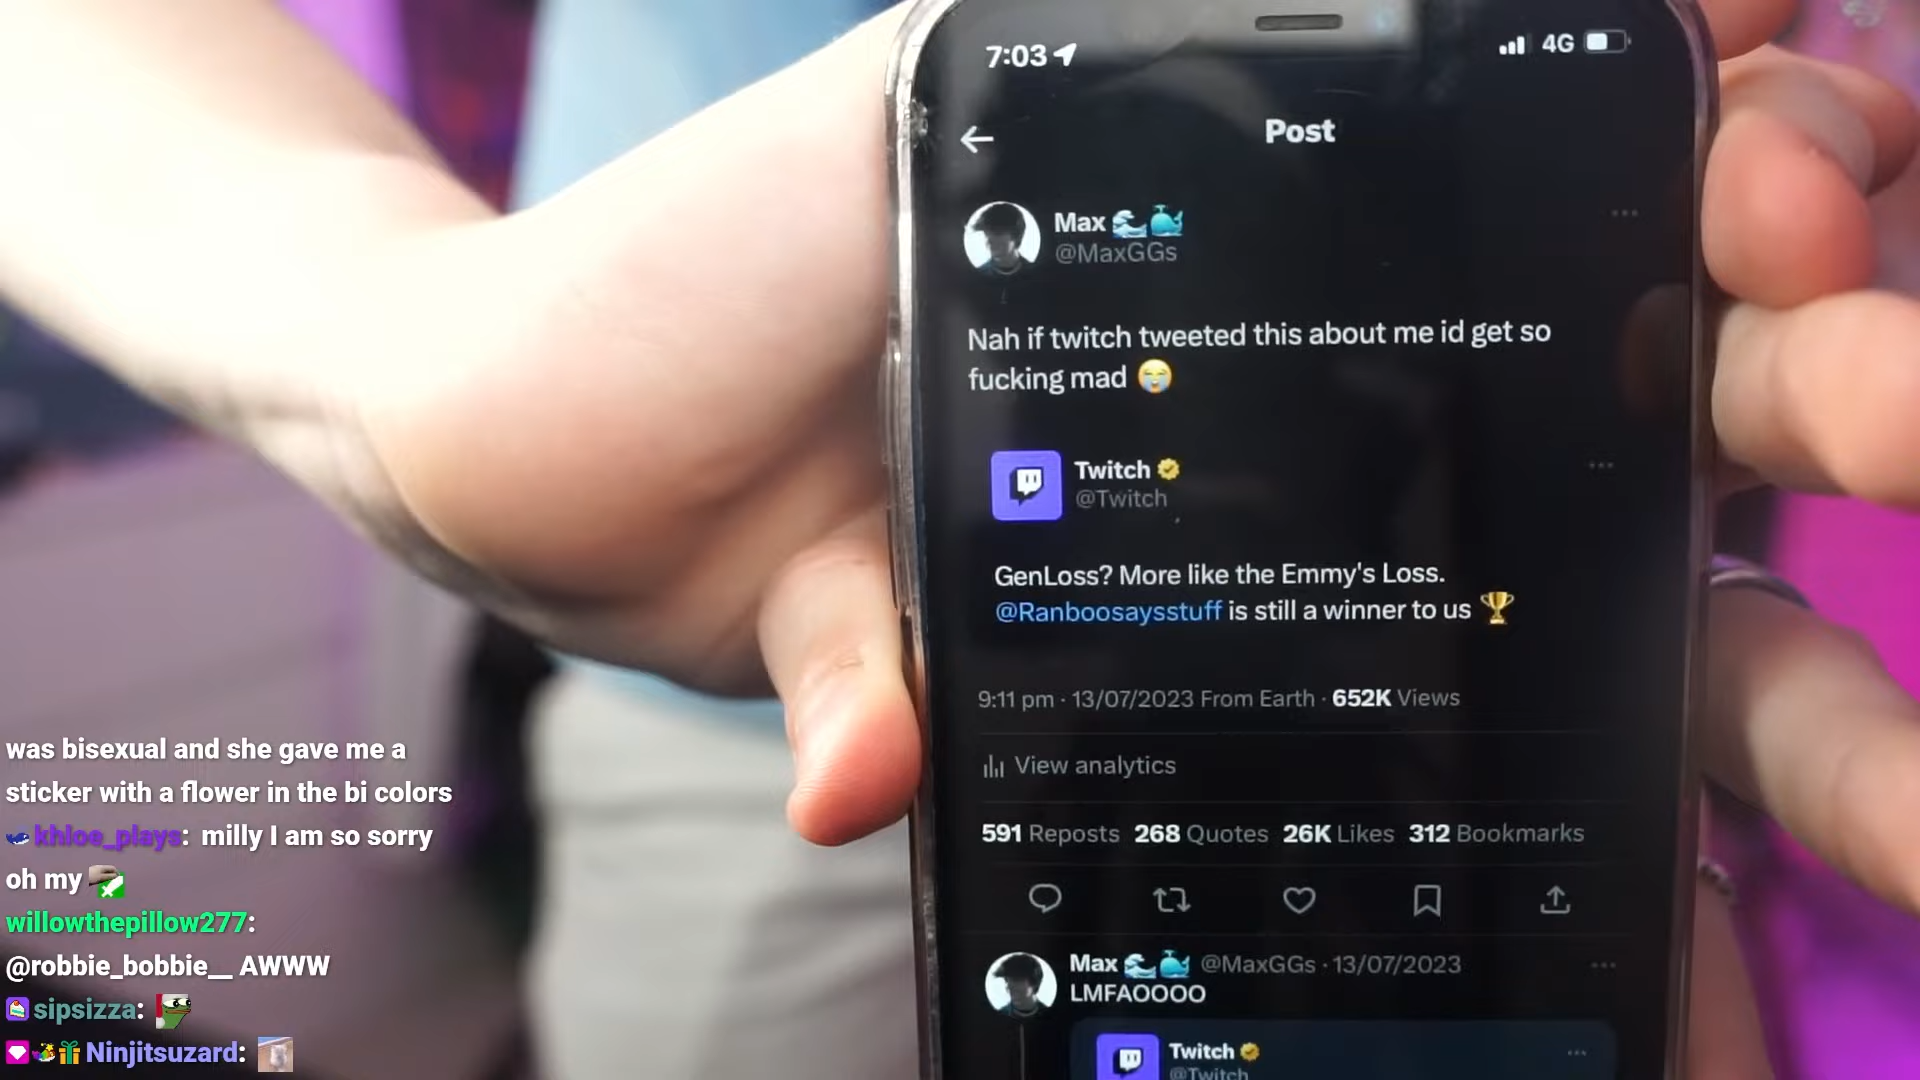 7:03
4G
Post
Max
@MaxGGs
Nah if twitch tweeted this about me id get so
fucking mad 😭
Twitch
@Twitch
GenLoss? More like the Emmy's Loss.
@Ranboosaysstuff is still a winner to us 🏆
9:11 pm · 13/07/2023 From Earth · 652K Views
View analytics
591 Reposts 268 Quotes 26K Likes 312 Bookmarks
Max 🌊🐳 @MaxGGs · 13/07/2023
LMFAOOOO
Twitch
@Twitch
was bisexual and she gave me a
sticker with a flower in the bi colors
khloe_plays: milly I am so sorry
oh my
willowthepillow277:
@robbie_bobbie__ AWWW
sipsizza:
Ninjitsuzard: